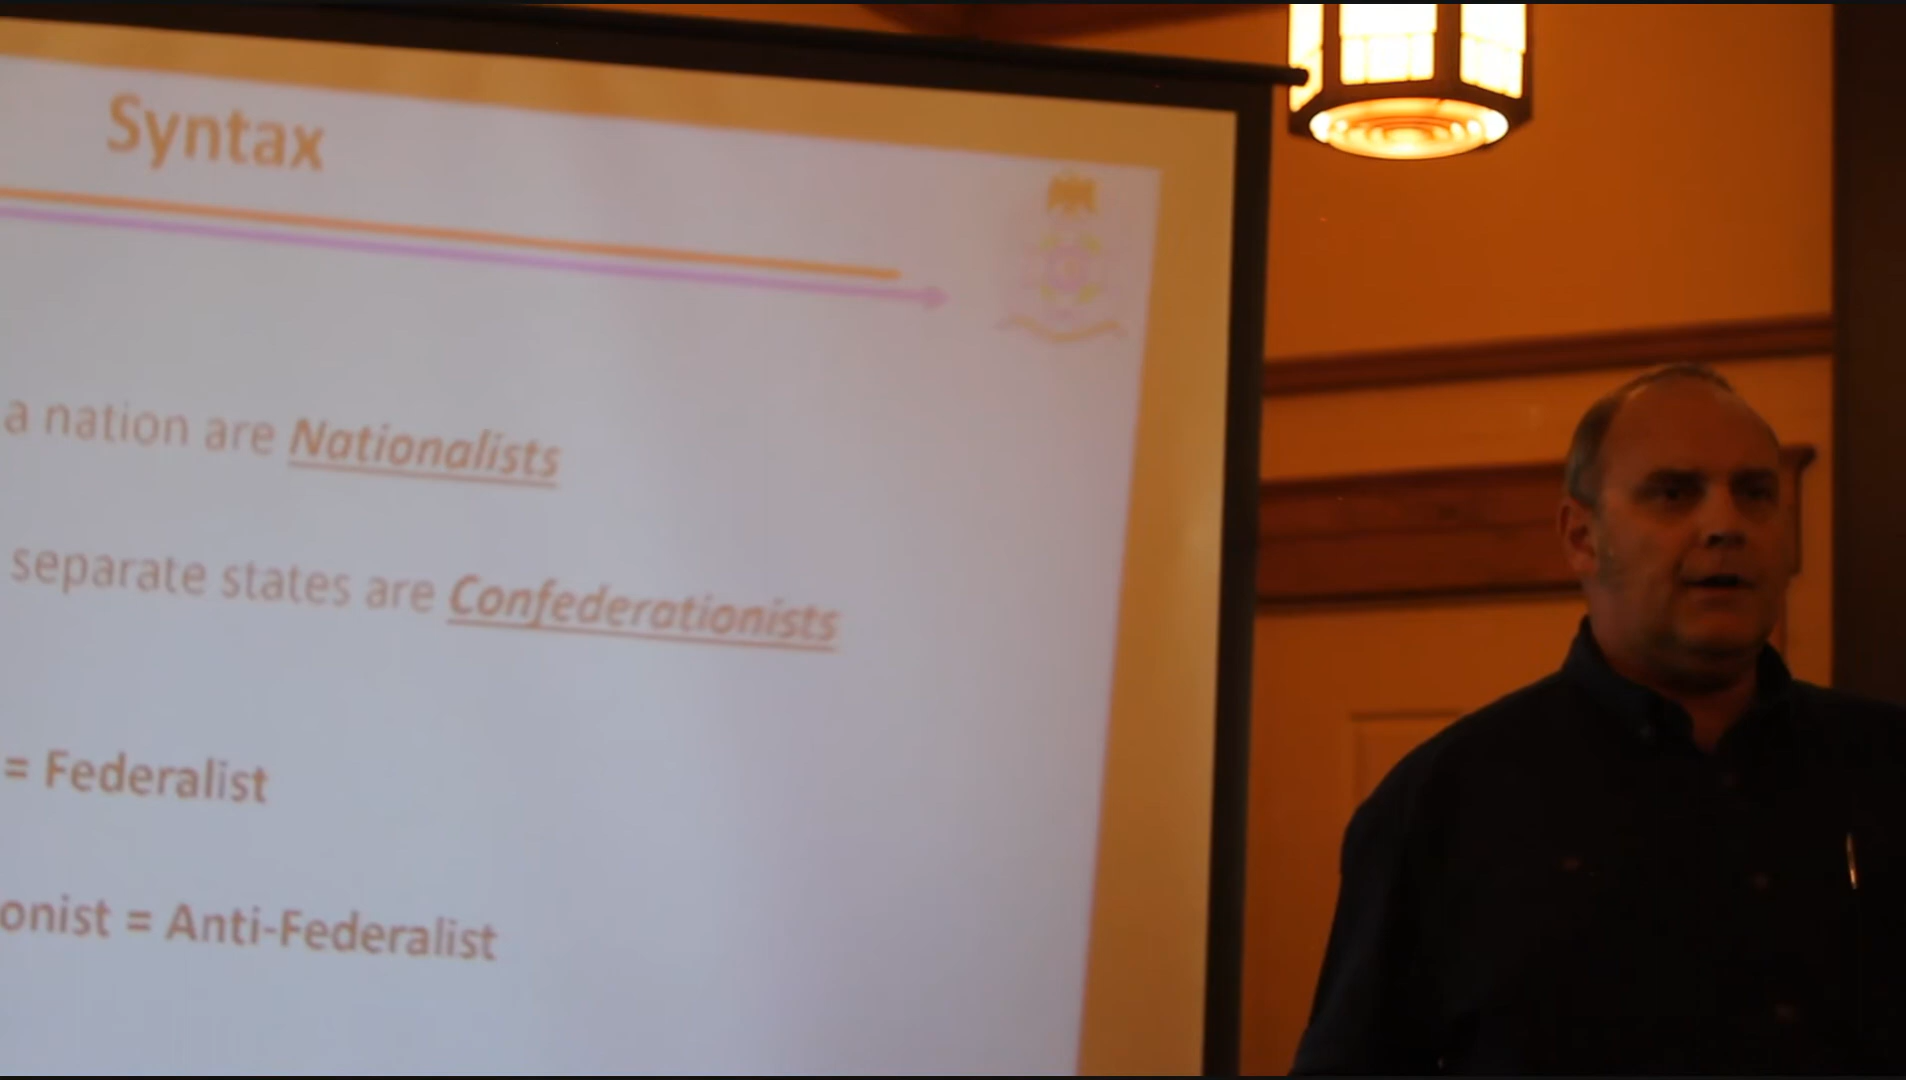 Syntax
a nation are Nationalists
separate states are Confederationists
= Federalist
onist = Anti-Federalist